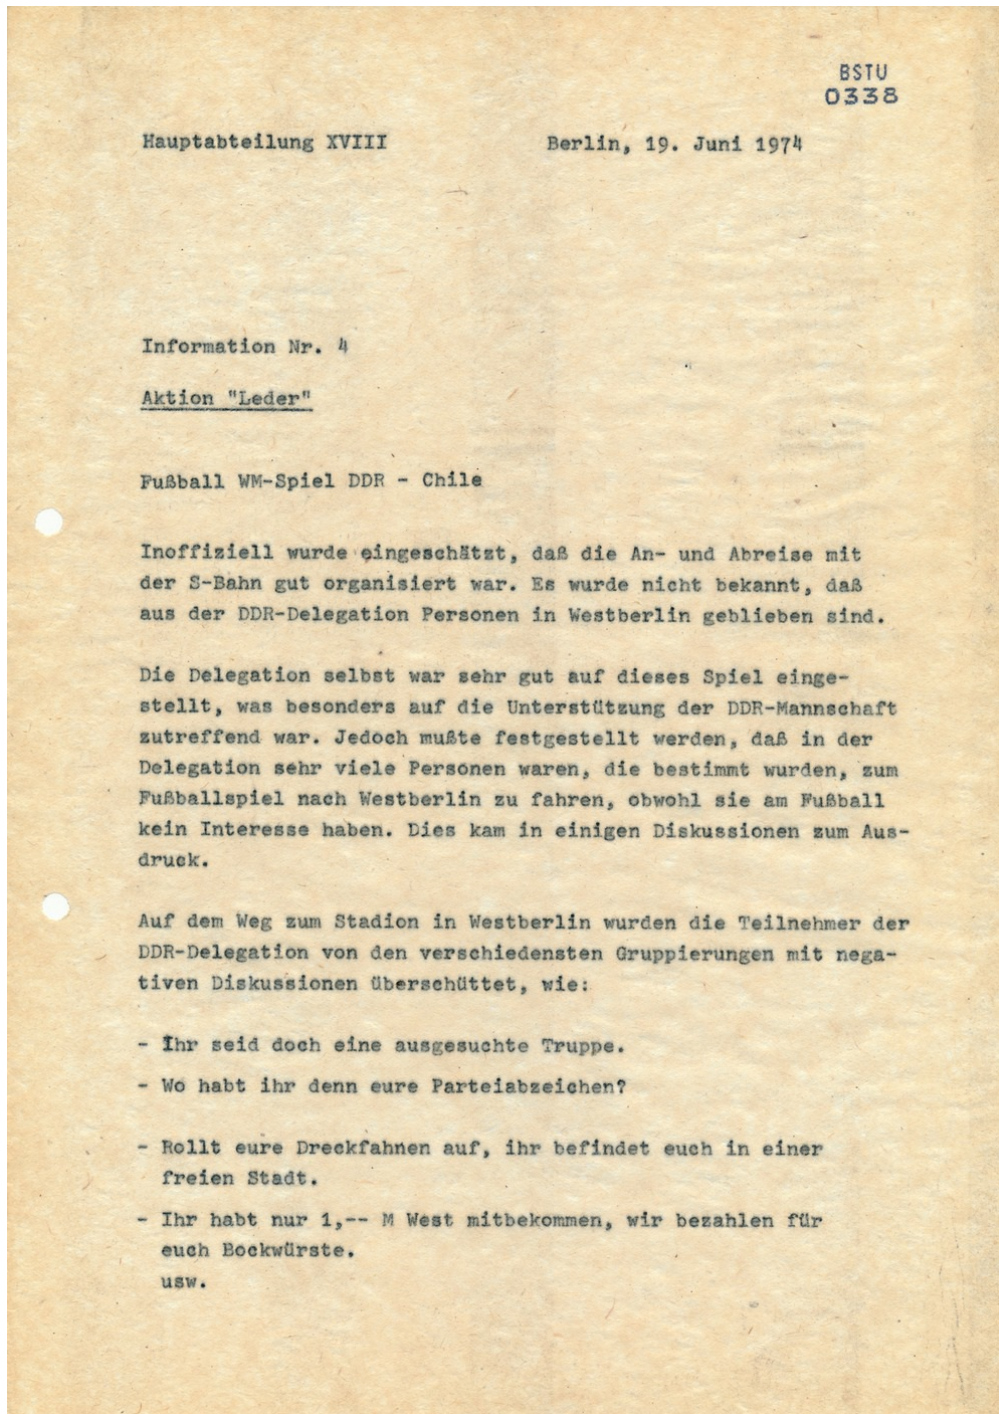 BSTU
0338
Hauptabteilung XVIII Berlin, 19. Juni 1974
Information Nr. 4
Aktion "Leder"
Fußball WM-Spiel DDR - Chile
Inoffiziell wurde eingeschätzt, daß die An- und Abreise mit
der S-Bahn gut organisiert war. Es wurde nicht bekannt, daß
aus der DDR-Delegation Personen in Westberlin geblieben sind.
Die Delegation selbst war sehr gut auf dieses Spiel einge-
stellt, was besonders auf die Unterstützung der DDR-Mannschaft
zutreffend war. Jedoch mußte festgestellt werden, daß in der
Delegation sehr viele Personen waren, die bestimmt wurden, zum
Fußballspiel nach Westberlin zu fahren, obwohl sie am Fußball
kein Interesse haben. Dies kam in einigen Diskussionen zum Aus-
druck.
Auf dem Weg zum Stadion in Westberlin wurden die Teilnehmer der
DDR-Delegation von den verschiedensten Gruppierungen mit nega-
tiven Diskussionen überschüttet, wie:
- Ihr seid doch eine ausgesuchte Truppe.
- Wo habt ihr denn eure Parteiabzeichen?
- Rollt eure Dreckfahnen auf, ihr befindet euch in einer
freien Stadt.
- Ihr habt nur 1,-- M West mitbekommen, wir bezahlen für
euch Bockwürste.
usw.